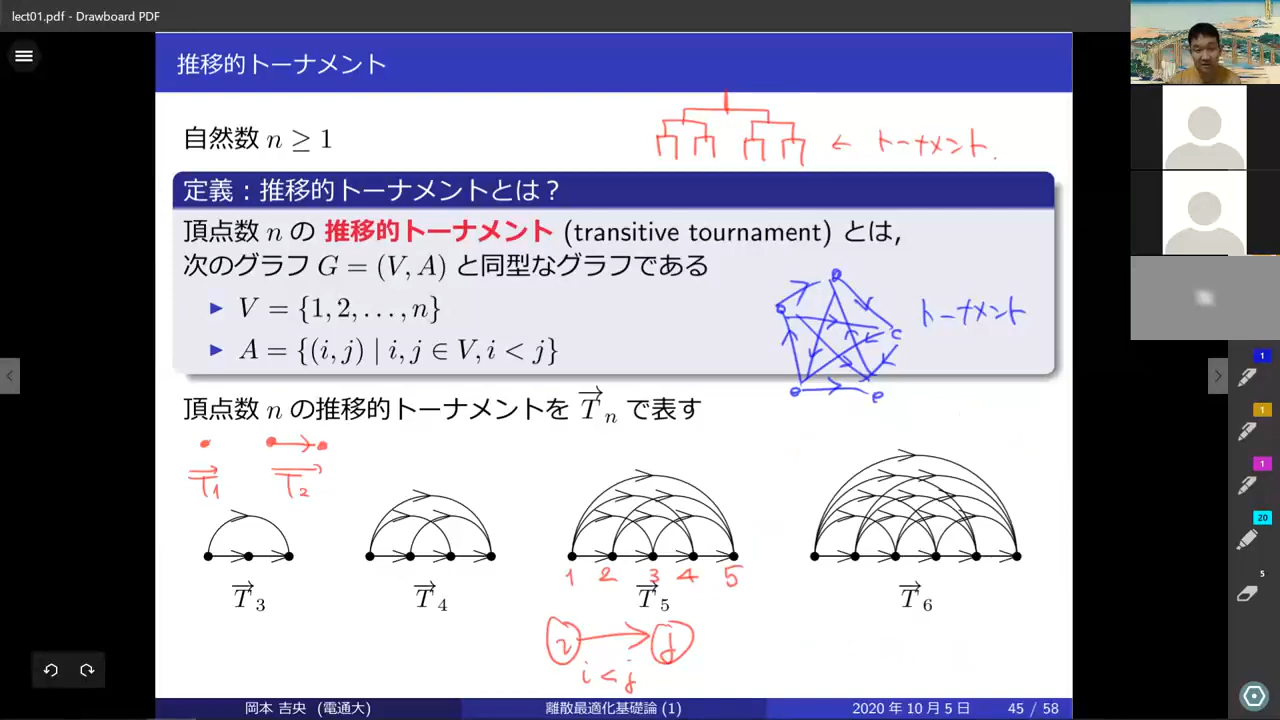 lect01.pdf - Drawboard PDF
推移的トーナメント
自然数 n ≥ 1
← トーナメント.
定義：推移的トーナメントとは？
頂点数 n の 推移的トーナメント (transitive tournament) とは,
次のグラフ G = (V, A) と同型なグラフである
▶ V = {1, 2, . . . , n}
▶ A = {(i, j) | i, j ∈ V, i < j}
トーナメント
頂点数 n の推移的トーナメントを T⃗n で表す
T⃗1 T⃗2
1 2 3 4 5
T⃗3 T⃗4 T⃗5 T⃗6
i j
i < j
岡本 吉央 (電通大) 離散最適化基礎論 (1) 2020 年 10 月 5 日 45 / 58
1
1
1
20
5